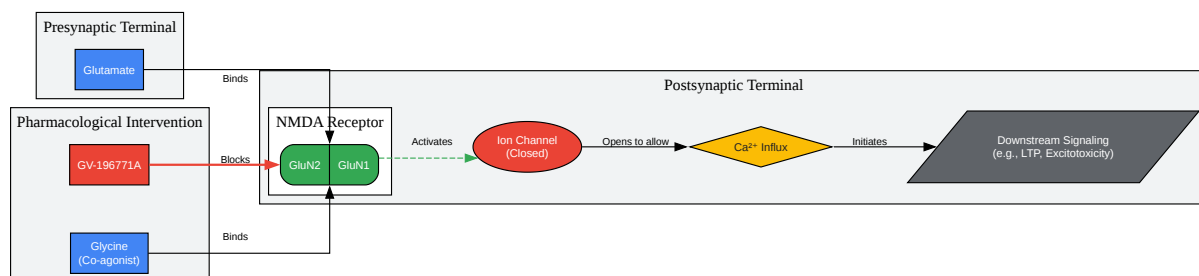 Presynaptic Terminal
Glutamate
Binds
Postsynaptic Terminal
Pharmacological Intervention
NMDA Receptor
GV-196771A
Blocks
GluN2
GluN1
Activates
Ion Channel
(Closed)
Opens to allow
Ca²⁺ Influx
Initiates
Downstream Signaling
(e.g., LTP, Excitotoxicity)
Glycine
(Co-agonist)
Binds